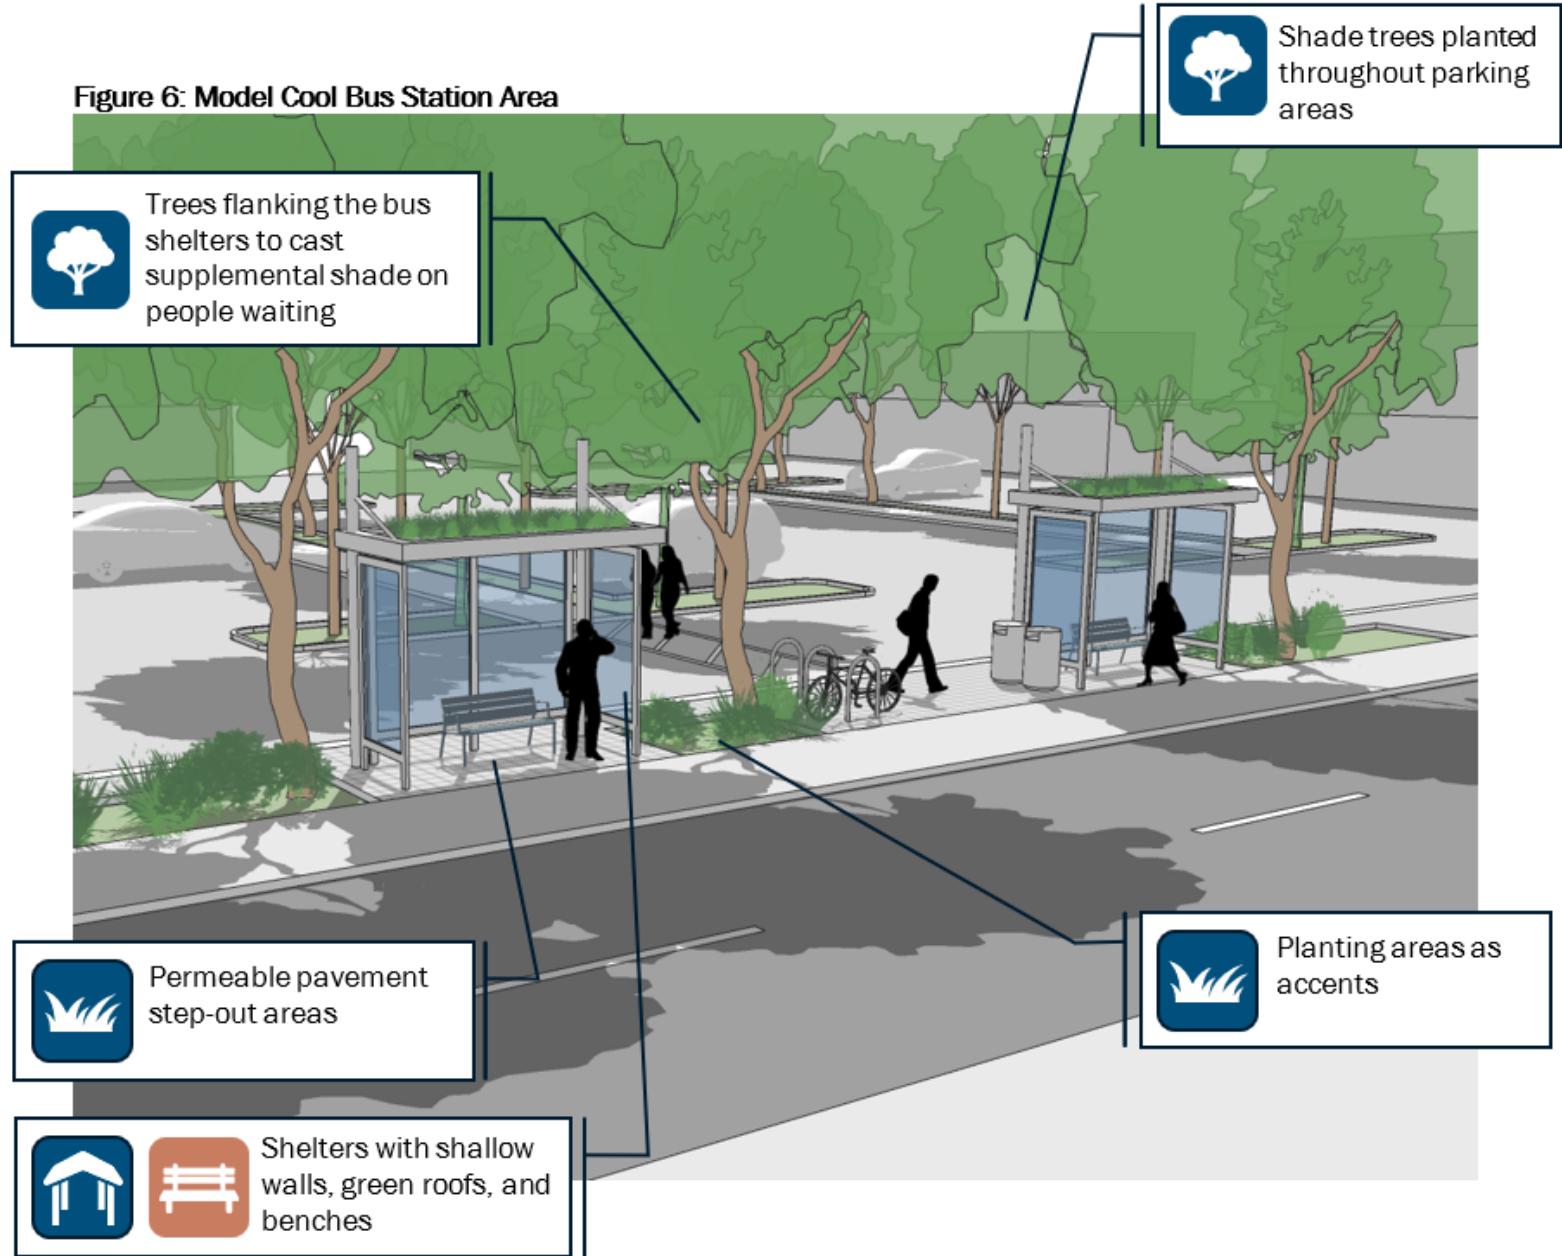 Shade trees planted
throughout parking
areas
Figure 6: Model Cool Bus Station Area
Trees flanking the bus
shelters to cast
supplemental shade on
people waiting
Permeable pavement
step-out areas
Planting areas as
accents
Shelters with shallow
walls, green roofs, and
benches